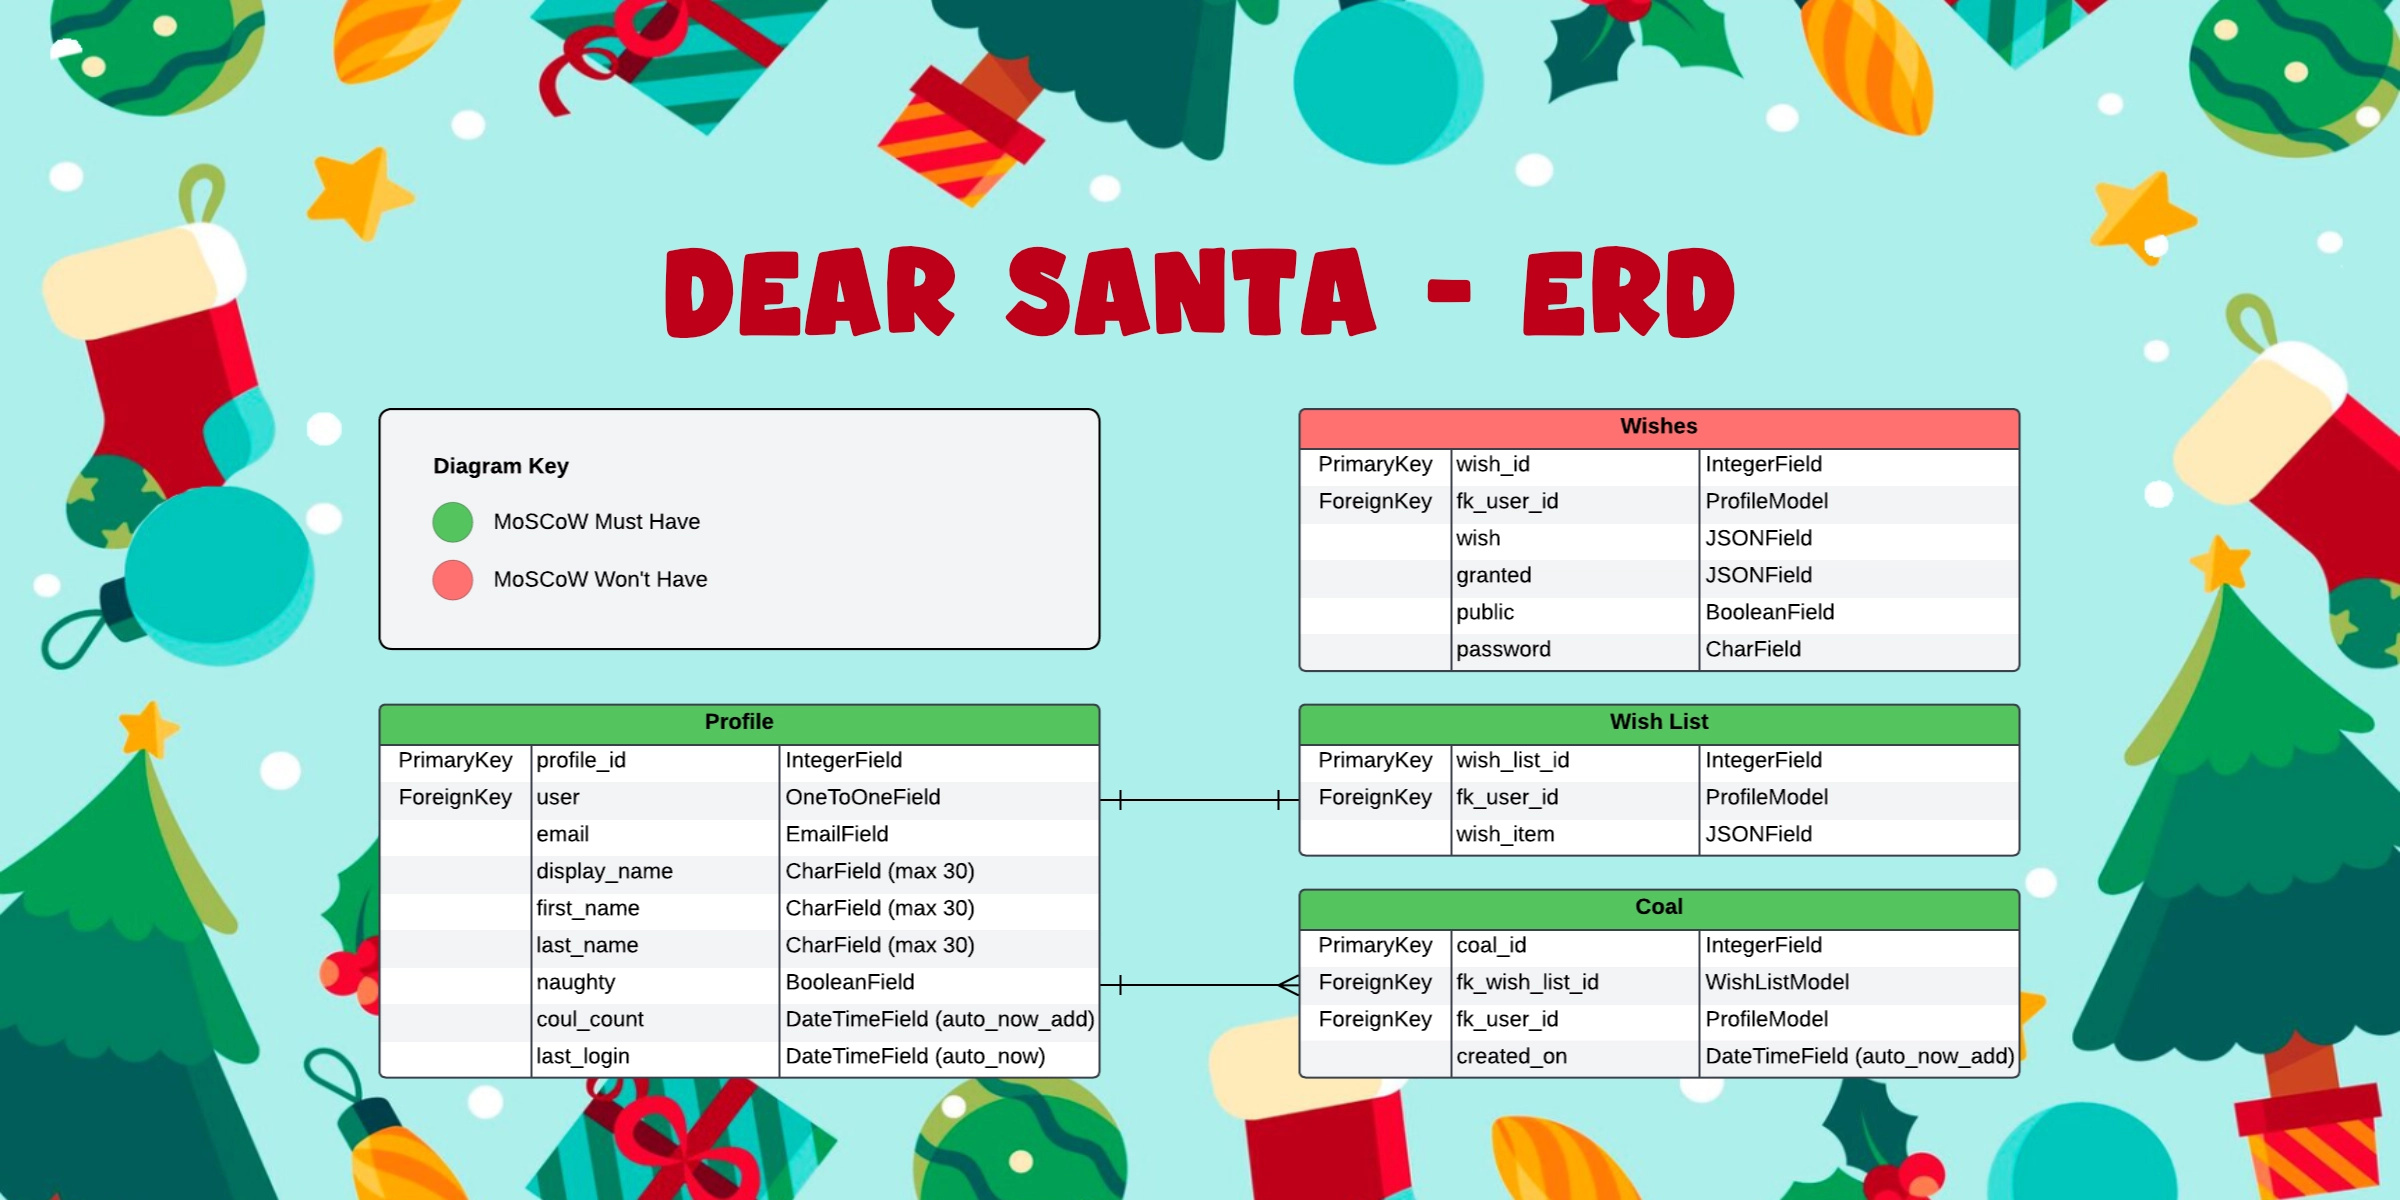 DEAR SANTA - ERD
Diagram Key
MoSCoW Must Have
MoSCoW Won't Have
Wishes
PrimaryKey wish_id IntegerField
ForeignKey fk_user_id ProfileModel
wish JSONField
granted JSONField
public BooleanField
password CharField
Profile
PrimaryKey profile_id IntegerField
ForeignKey user OneToOneField
email EmailField
display_name CharField (max 30)
first_name CharField (max 30)
last_name CharField (max 30)
naughty BooleanField
coul_count DateTimeField (auto_now_add)
last_login DateTimeField (auto_now)
Wish List
PrimaryKey wish_list_id IntegerField
ForeignKey fk_user_id ProfileModel
wish_item JSONField
Coal
PrimaryKey coal_id IntegerField
ForeignKey fk_wish_list_id WishListModel
ForeignKey fk_user_id ProfileModel
created_on DateTimeField (auto_now_add)